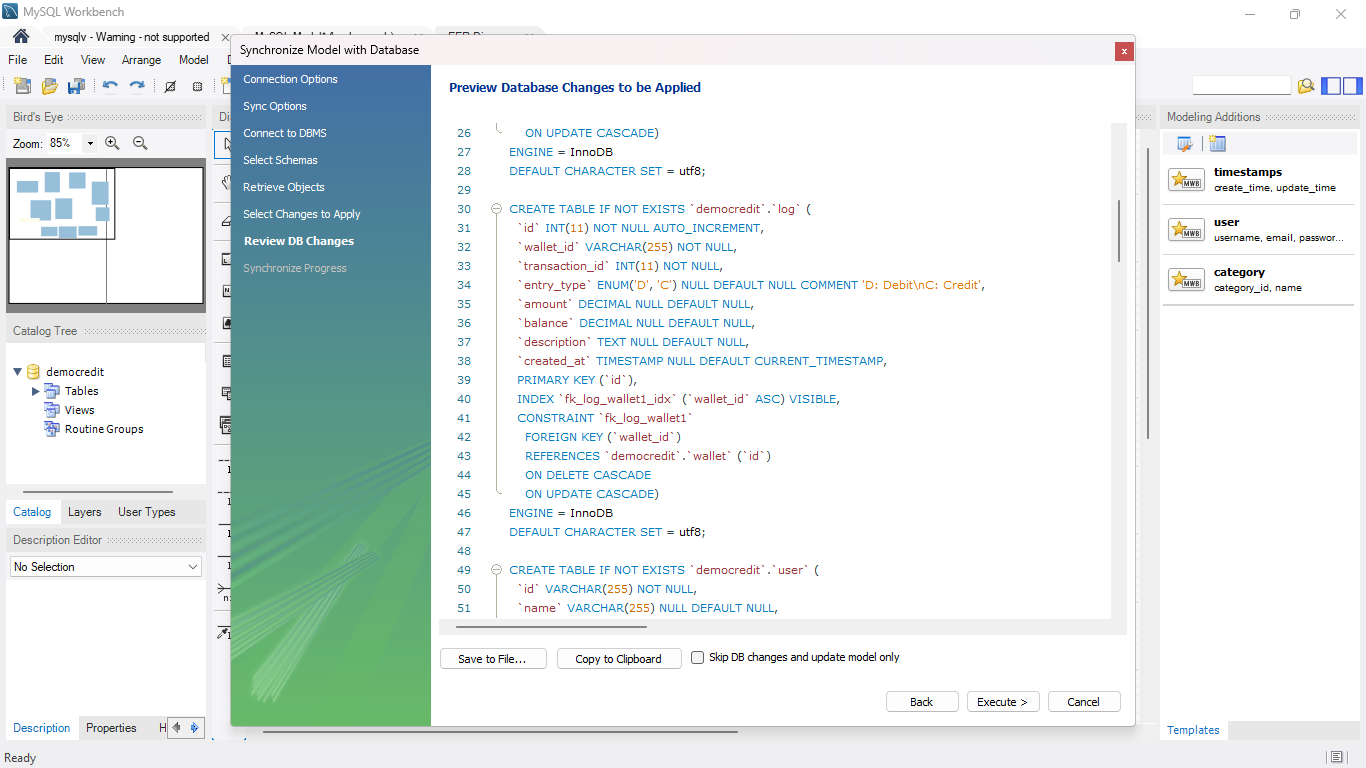 MySQL Workbench
mysqlv - Warning - not supported
File Edit View Arrange Model
Bird's Eye
Zoom: 85%
Catalog Tree
democredit
Tables
Views
Routine Groups
Catalog Layers User Types
Description Editor
No Selection
Description Properties H
Ready
Synchronize Model with Database
x
Connection Options
Sync Options
Connect to DBMS
Select Schemas
Retrieve Objects
Select Changes to Apply
Review DB Changes
Synchronize Progress
Preview Database Changes to be Applied
26 ON UPDATE CASCADE)
27 ENGINE = InnoDB
28 DEFAULT CHARACTER SET = utf8;
29
30 CREATE TABLE IF NOT EXISTS `democredit`.`log` (
31 `id` INT(11) NOT NULL AUTO_INCREMENT,
32 `wallet_id` VARCHAR(255) NOT NULL,
33 `transaction_id` INT(11) NOT NULL,
34 `entry_type` ENUM('D', 'C') NULL DEFAULT NULL COMMENT 'D: Debit\nC: Credit',
35 `amount` DECIMAL NULL DEFAULT NULL,
36 `balance` DECIMAL NULL DEFAULT NULL,
37 `description` TEXT NULL DEFAULT NULL,
38 `created_at` TIMESTAMP NULL DEFAULT CURRENT_TIMESTAMP,
39 PRIMARY KEY (`id`),
40 INDEX `fk_log_wallet1_idx` (`wallet_id` ASC) VISIBLE,
41 CONSTRAINT `fk_log_wallet1`
42 FOREIGN KEY (`wallet_id`)
43 REFERENCES `democredit`.`wallet` (`id`)
44 ON DELETE CASCADE
45 ON UPDATE CASCADE)
46 ENGINE = InnoDB
47 DEFAULT CHARACTER SET = utf8;
48
49 CREATE TABLE IF NOT EXISTS `democredit`.`user` (
50 `id` VARCHAR(255) NOT NULL,
51 `name` VARCHAR(255) NULL DEFAULT NULL,
Save to File... Copy to Clipboard Skip DB changes and update model only
Back Execute > Cancel
Modeling Additions
MWB timestamps
create_time, update_time
MWB user
username, email, passwor...
MWB category
category_id, name
Templates